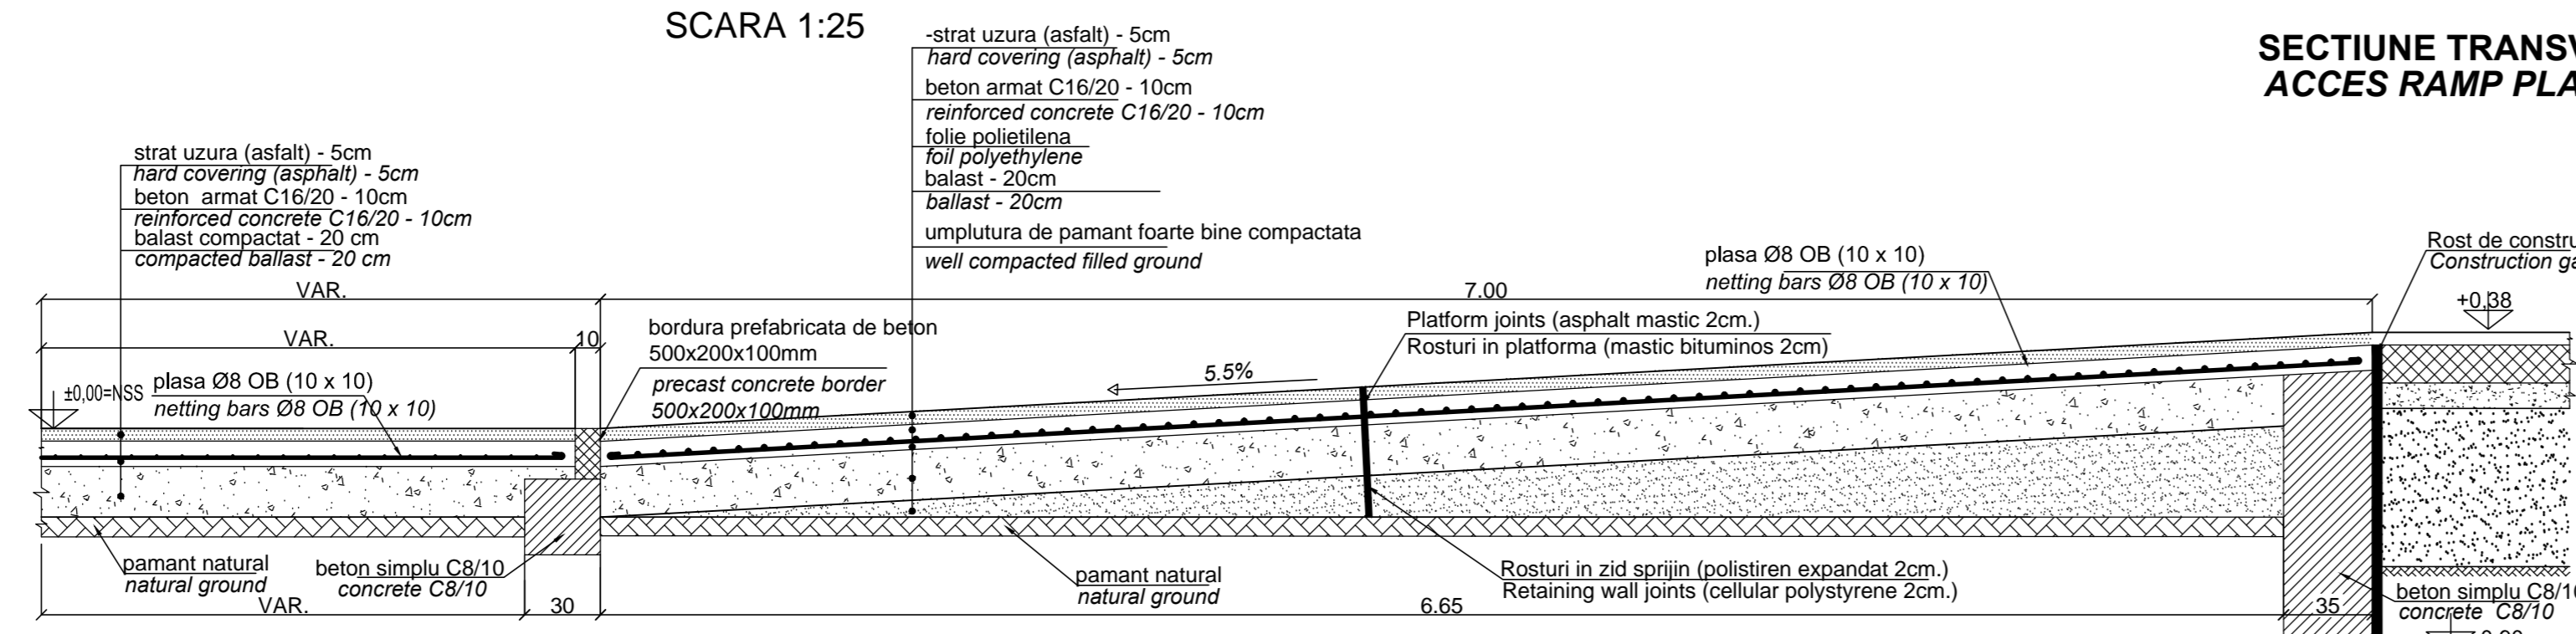 SCARA 1:25
SECTIUNE TRANSV
ACCES RAMP PLA
-strat uzura (asfalt) - 5cm
hard covering (asphalt) - 5cm
beton armat C16/20 - 10cm
reinforced concrete C16/20 - 10cm
folie polietilena
foil polyethylene
balast - 20cm
ballast - 20cm
umplutura de pamant foarte bine compactata
well compacted filled ground
strat uzura (asfalt) - 5cm
hard covering (asphalt) - 5cm
beton  armat C16/20 - 10cm
reinforced concrete C16/20 - 10cm
balast compactat - 20 cm
compacted ballast - 20 cm
plasa Ø8 OB (10 x 10)
netting bars Ø8 OB (10 x 10)
Rost de constru
Construction ga
+0,38
VAR.
7.00
VAR.
10
bordura prefabricata de beton
500x200x100mm
precast concrete border
500x200x100mm
Platform joints (asphalt mastic 2cm.)
Rosturi in platforma (mastic bituminos 2cm)
5.5%
±0,00=NSS
plasa Ø8 OB (10 x 10)
netting bars Ø8 OB (10 x 10)
pamant natural
natural ground
beton simplu C8/10
concrete C8/10
pamant natural
natural ground
Rosturi in zid sprijin (polistiren expandat 2cm.)
Retaining wall joints (cellular polystyrene 2cm.)
beton simplu C8/10
concrete C8/10
VAR.
30
6.65
35